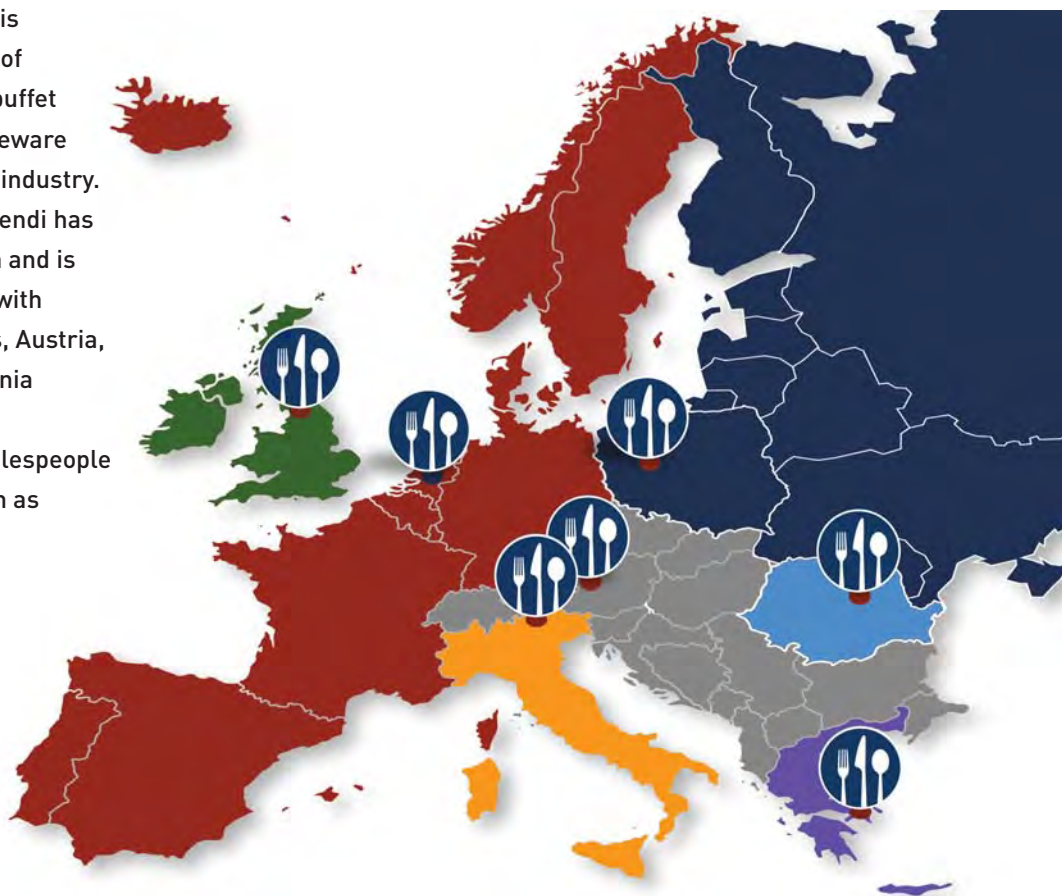 is
of
buffet
eware
industry.
endi has
and is
with
s, Austria,
nia
lespeople
as